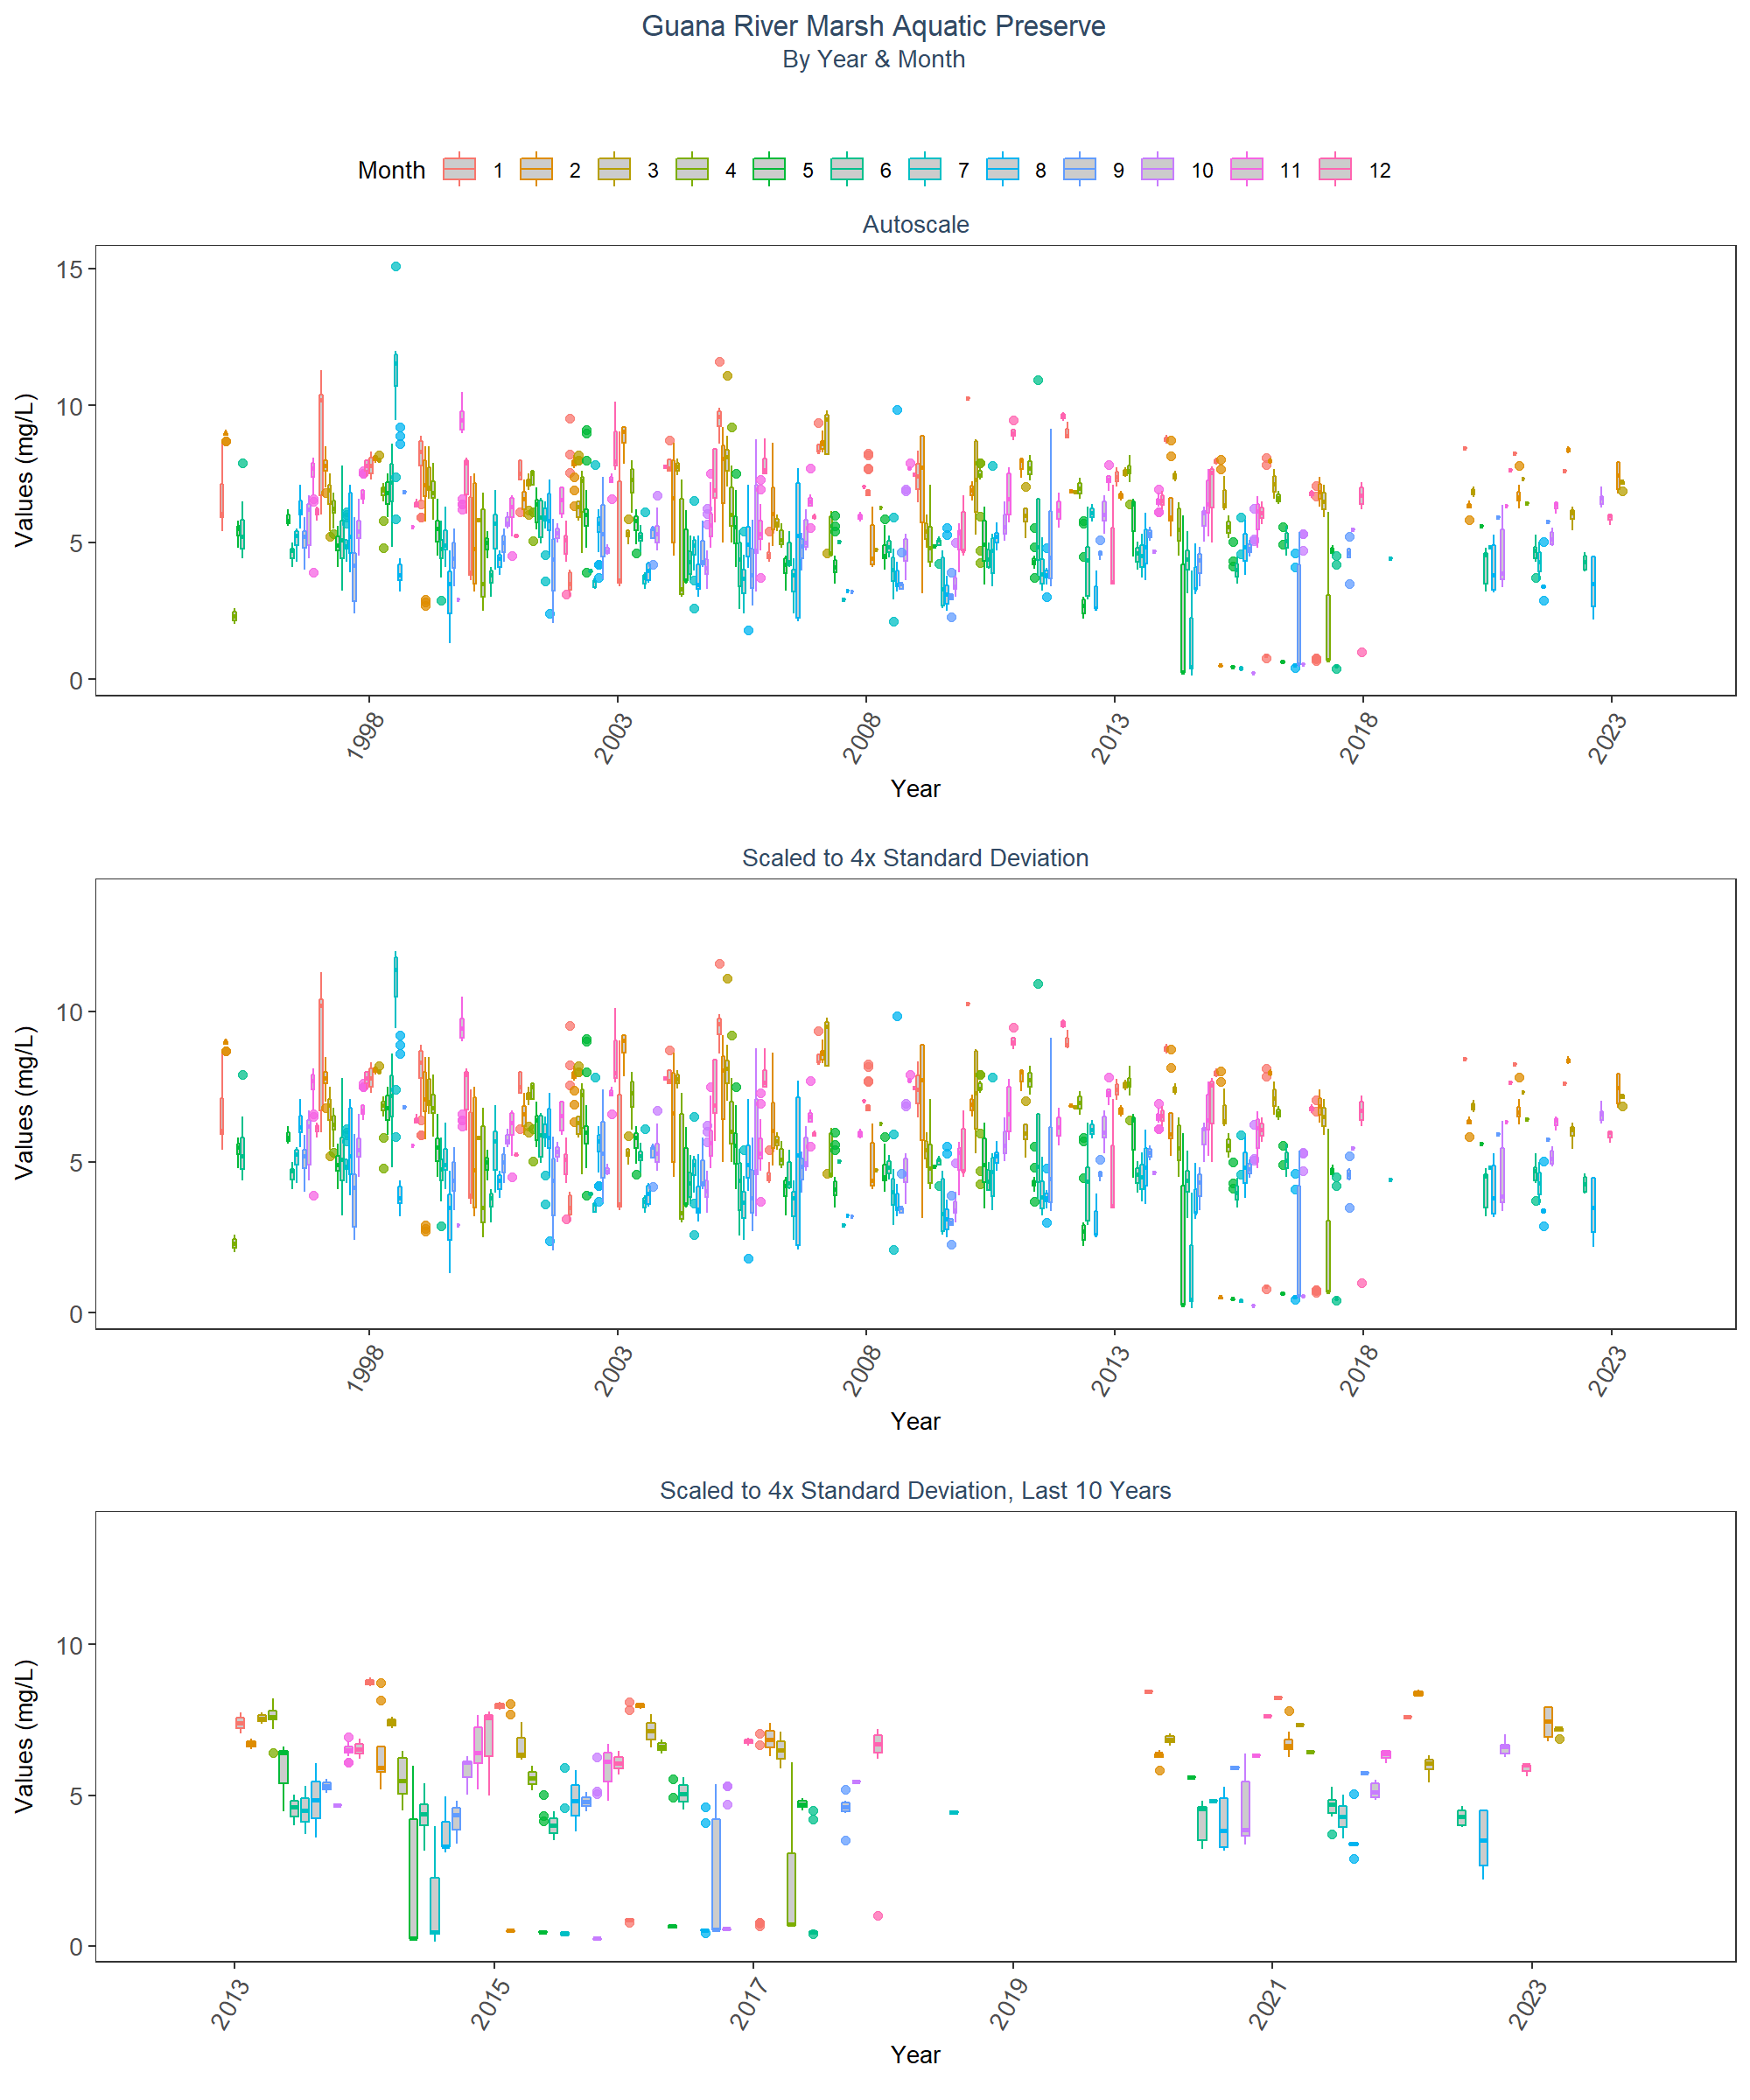 Guana River Marsh Aquatic Preserve
By Year & Month
Month 1 2 3 4 5 6 7 8 9 10 11 12
Autoscale
Values (mg/L)
15
10
5
0
1998 2003 2008 2013 2018 2023
Year
Scaled to 4x Standard Deviation
Values (mg/L)
10
5
0
1998 2003 2008 2013 2018 2023
Year
Scaled to 4x Standard Deviation, Last 10 Years
Values (mg/L)
10
5
0
2013 2015 2017 2019 2021 2023
Year